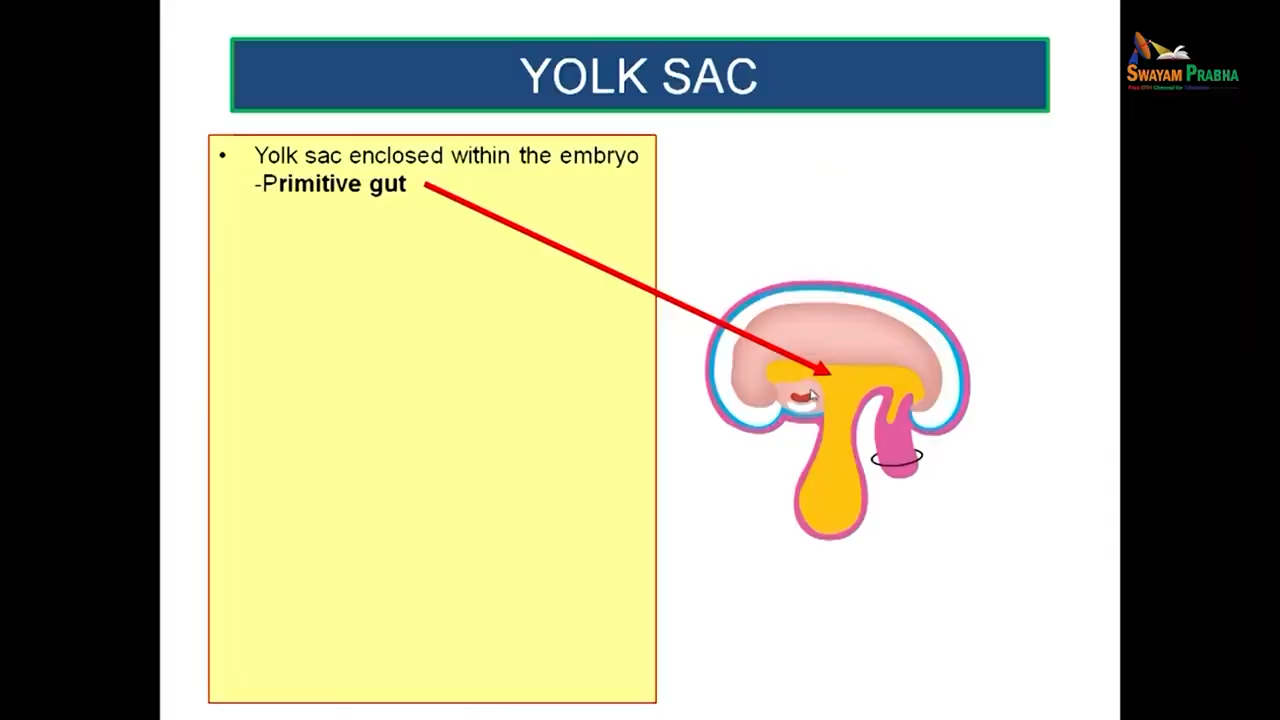 YOLK SAC
SWAYAM PRABHA
• Yolk sac enclosed within the embryo
-Primitive gut